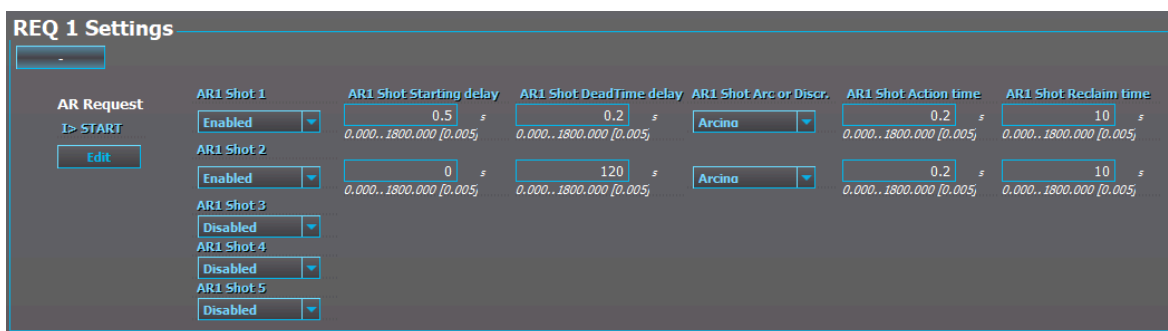 REQ 1 Settings
-
AR Request
I> START
Edit
AR1 Shot 1 AR1 Shot Starting delay AR1 Shot DeadTime delay AR1 Shot Arc or Discr. AR1 Shot Action time AR1 Shot Reclaim time
Enabled 0.5 s 0.2 s Arcing 0.2 s 10 s
0.000..1800.000 [0.005] 0.000..1800.000 [0.005] 0.000..1800.000 [0.005] 0.000..1800.000 [0.005]
AR1 Shot 2
Enabled 0 s 120 s Arcing 0.2 s 10 s
0.000..1800.000 [0.005] 0.000..1800.000 [0.005] 0.000..1800.000 [0.005] 0.000..1800.000 [0.005]
AR1 Shot 3
Disabled
AR1 Shot 4
Disabled
AR1 Shot 5
Disabled